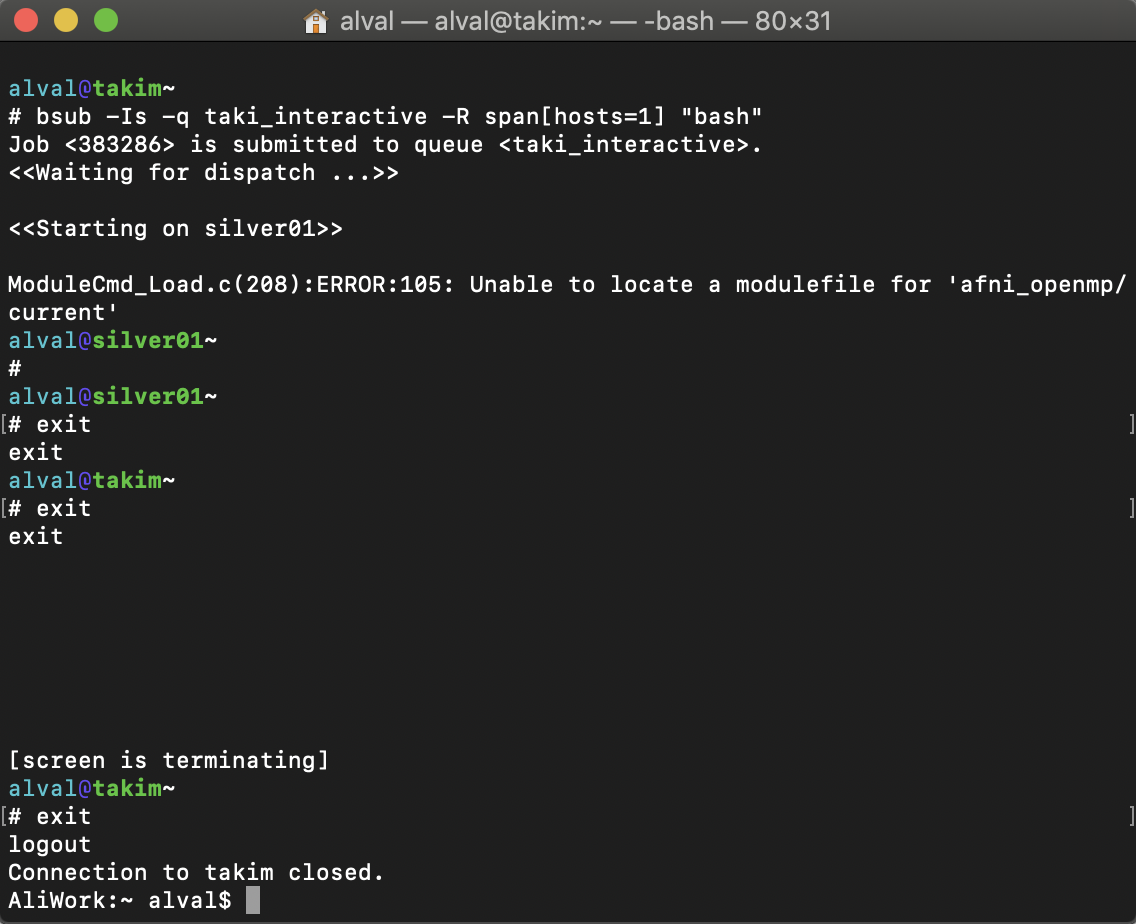 alval — alval@takim:~ — -bash — 80×31
alval@takim~
# bsub -Is -q taki_interactive -R span[hosts=1] "bash"
Job <383286> is submitted to queue <taki_interactive>.
<<Waiting for dispatch ...>>
<<Starting on silver01>>
ModuleCmd_Load.c(208):ERROR:105: Unable to locate a modulefile for 'afni_openmp/
current'
alval@silver01~
#
alval@silver01~
[# exit ]
exit
alval@takim~
[# exit ]
exit
[screen is terminating]
alval@takim~
[# exit ]
logout
Connection to takim closed.
AliWork:~ alval$